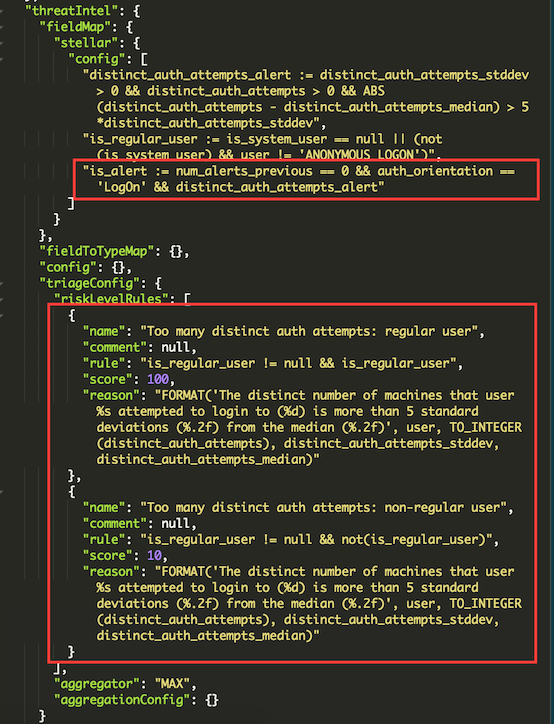 "threatIntel": {
"fieldMap": {
"stellar": {
"config": [
"distinct_auth_attempts_alert := distinct_auth_attempts_stddev
> 0 && distinct_auth_attempts > 0 && ABS
(distinct_auth_attempts - distinct_auth_attempts_median) > 5
*distinct_auth_attempts_stddev",
"is_regular_user := is_system_user == null || (not
(is_system_user) && user != 'ANONYMOUS LOGON')",
"is_alert := num_alerts_previous == 0 && auth_orientation ==
'LogOn' && distinct_auth_attempts_alert"
]
}
},
"fieldToTypeMap": {},
"config": {},
"triageConfig": {
"riskLevelRules": [
{
"name": "Too many distinct auth attempts: regular user",
"comment": null,
"rule": "is_regular_user != null && is_regular_user",
"score": 100,
"reason": "FORMAT('The distinct number of machines that user
%s attempted to login to (%d) is more than 5 standard
deviations (%.2f) from the median (%.2f)', user, TO_INTEGER
(distinct_auth_attempts), distinct_auth_attempts_stddev,
distinct_auth_attempts_median)"
},
{
"name": "Too many distinct auth attempts: non-regular user",
"comment": null,
"rule": "is_regular_user != null && not(is_regular_user)",
"score": 10,
"reason": "FORMAT('The distinct number of machines that user
%s attempted to login to (%d) is more than 5 standard
deviations (%.2f) from the median (%.2f)', user, TO_INTEGER
(distinct_auth_attempts), distinct_auth_attempts_stddev,
distinct_auth_attempts_median)"
}
],
"aggregator": "MAX",
"aggregationConfig": {}
}